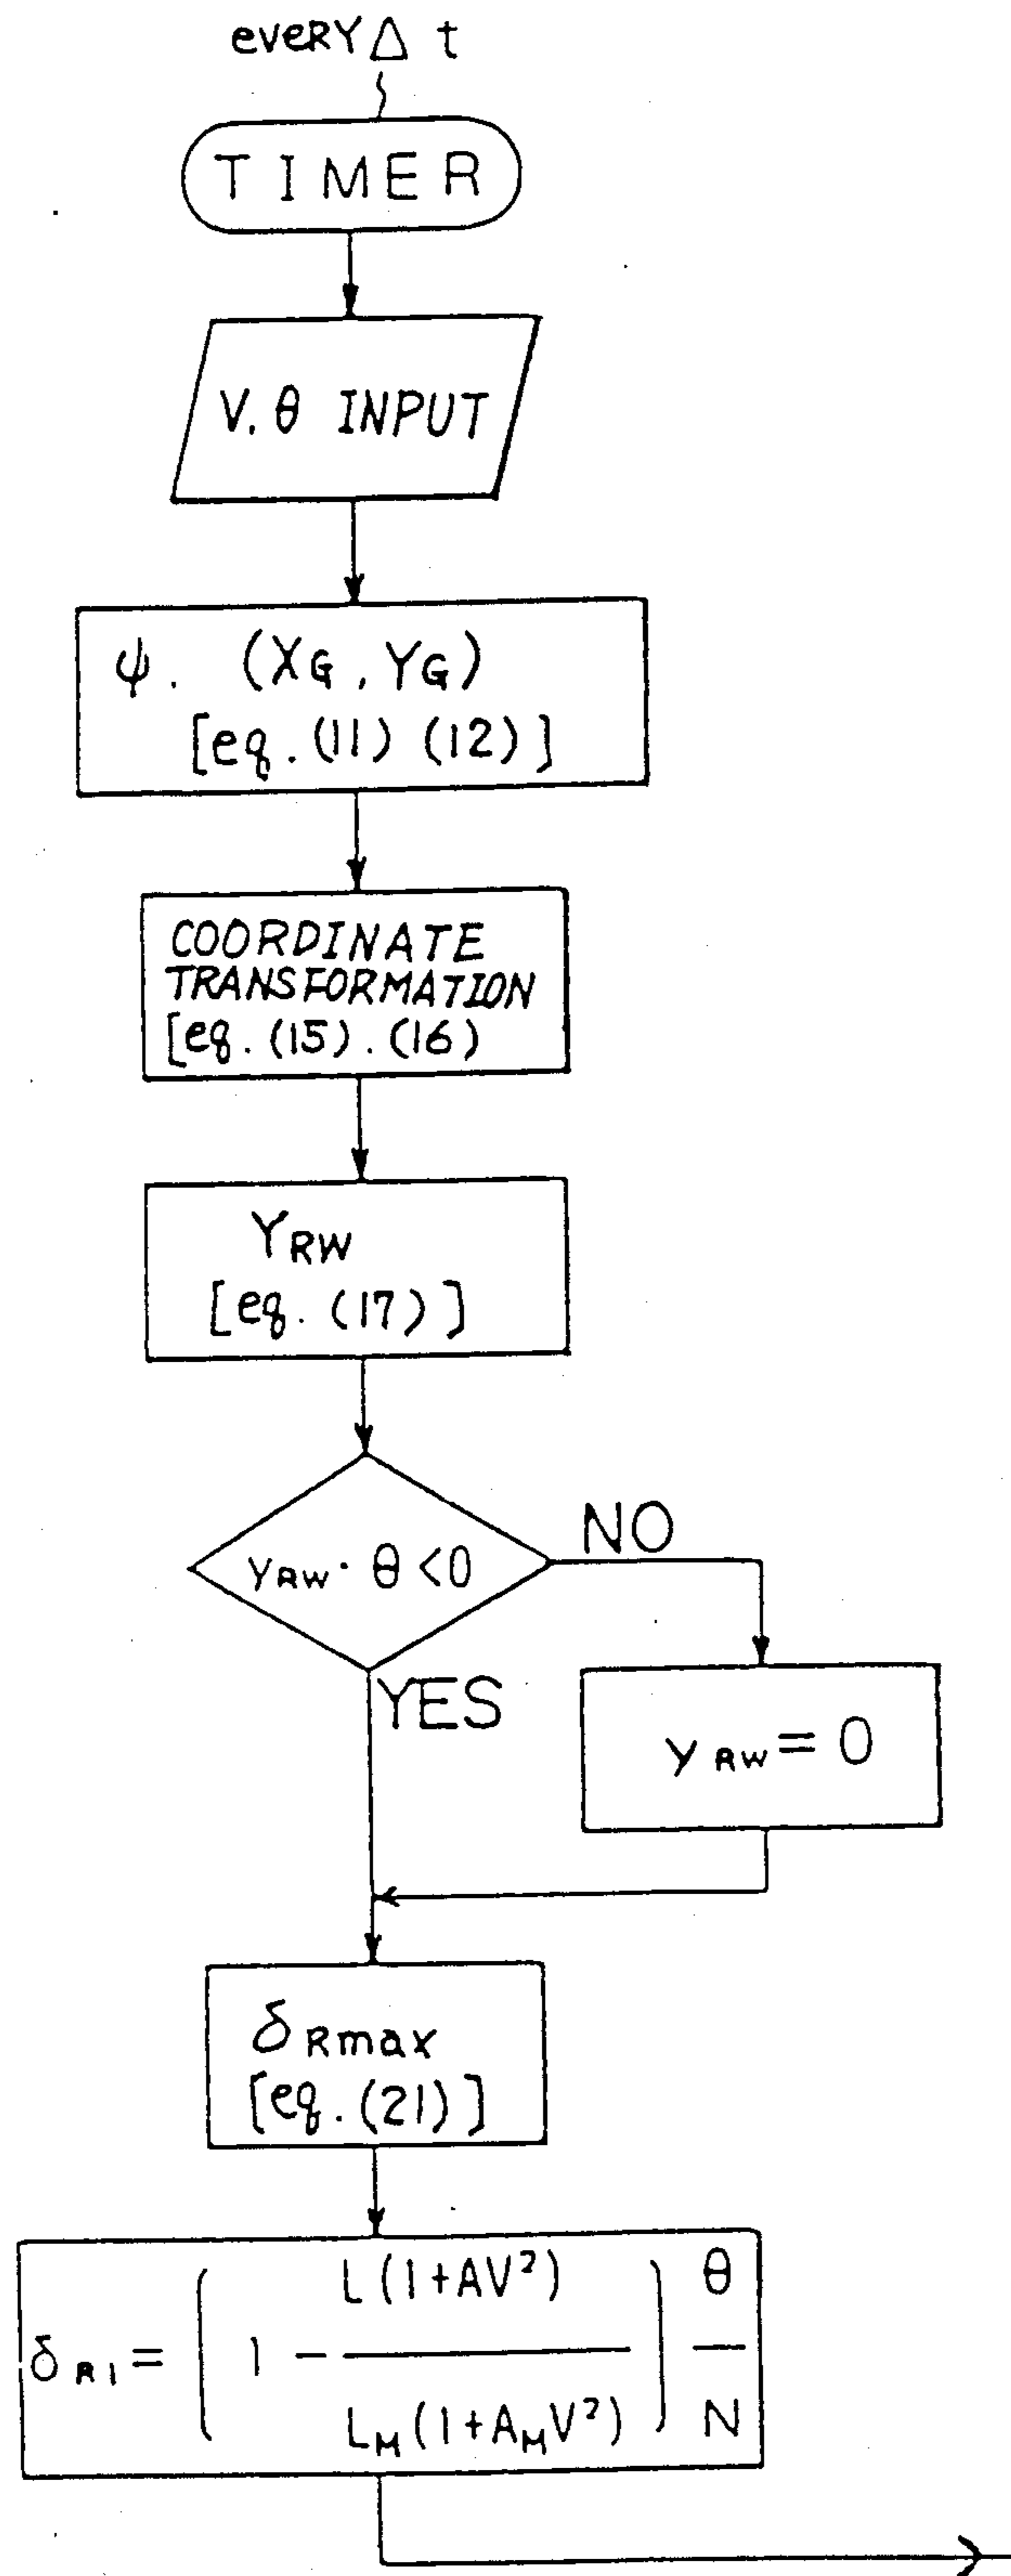 eveRY Δ t
TIMER
V. θ INPUT
ψ. (XG, YG)
[eq. (11) (12)]
COORDINATE
TRANSFORMATION
[eq. (15). (16)
YRW
[eq. (17)]
yRW · θ < 0
NO
YES
yRW = 0
δRmax
[eq. (21)]
L(1+AV²) θ
δR1 = ( 1 - ——— ) —
LM(1+AMV²) N